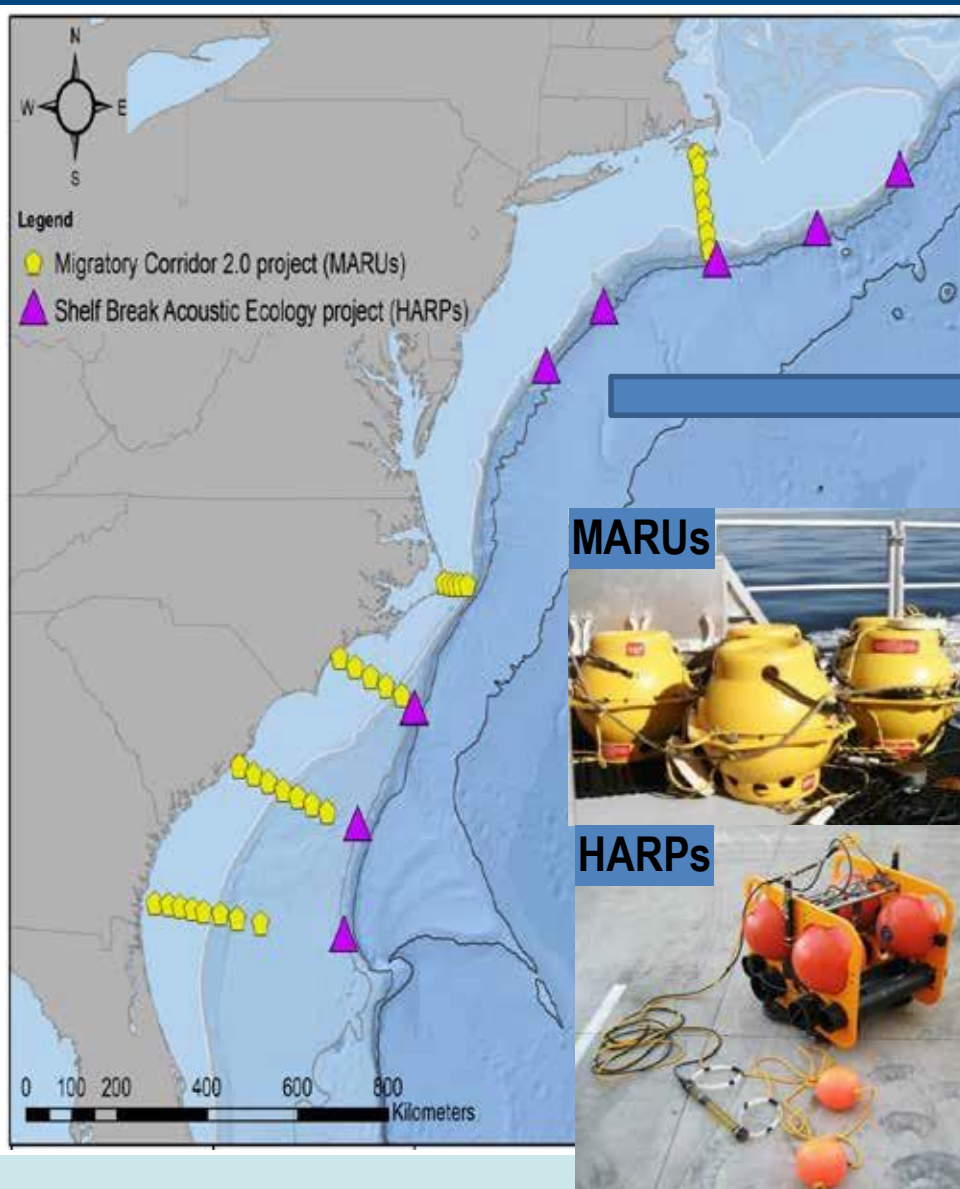 N
W E
S
Legend
Migratory Corridor 2.0 project (MARUs)
Shelf Break Acoustic Ecology project (HARPs)
MARUs
HARPs
0 100 200 400 600 800
Kilometers